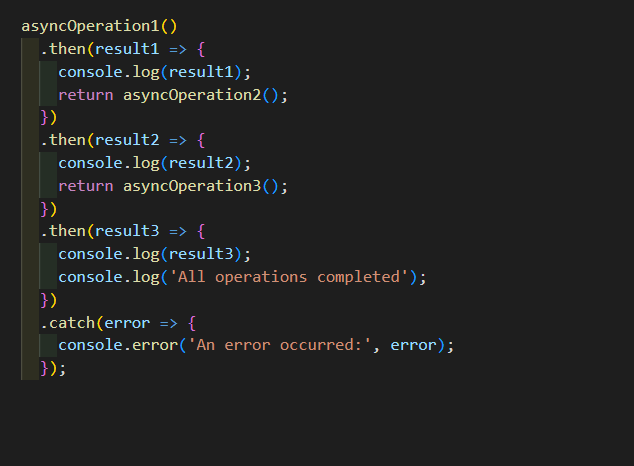 asyncOperation1()
  .then(result1 => {
    console.log(result1);
    return asyncOperation2();
  })
  .then(result2 => {
    console.log(result2);
    return asyncOperation3();
  })
  .then(result3 => {
    console.log(result3);
    console.log('All operations completed');
  })
  .catch(error => {
    console.error('An error occurred:', error);
  });